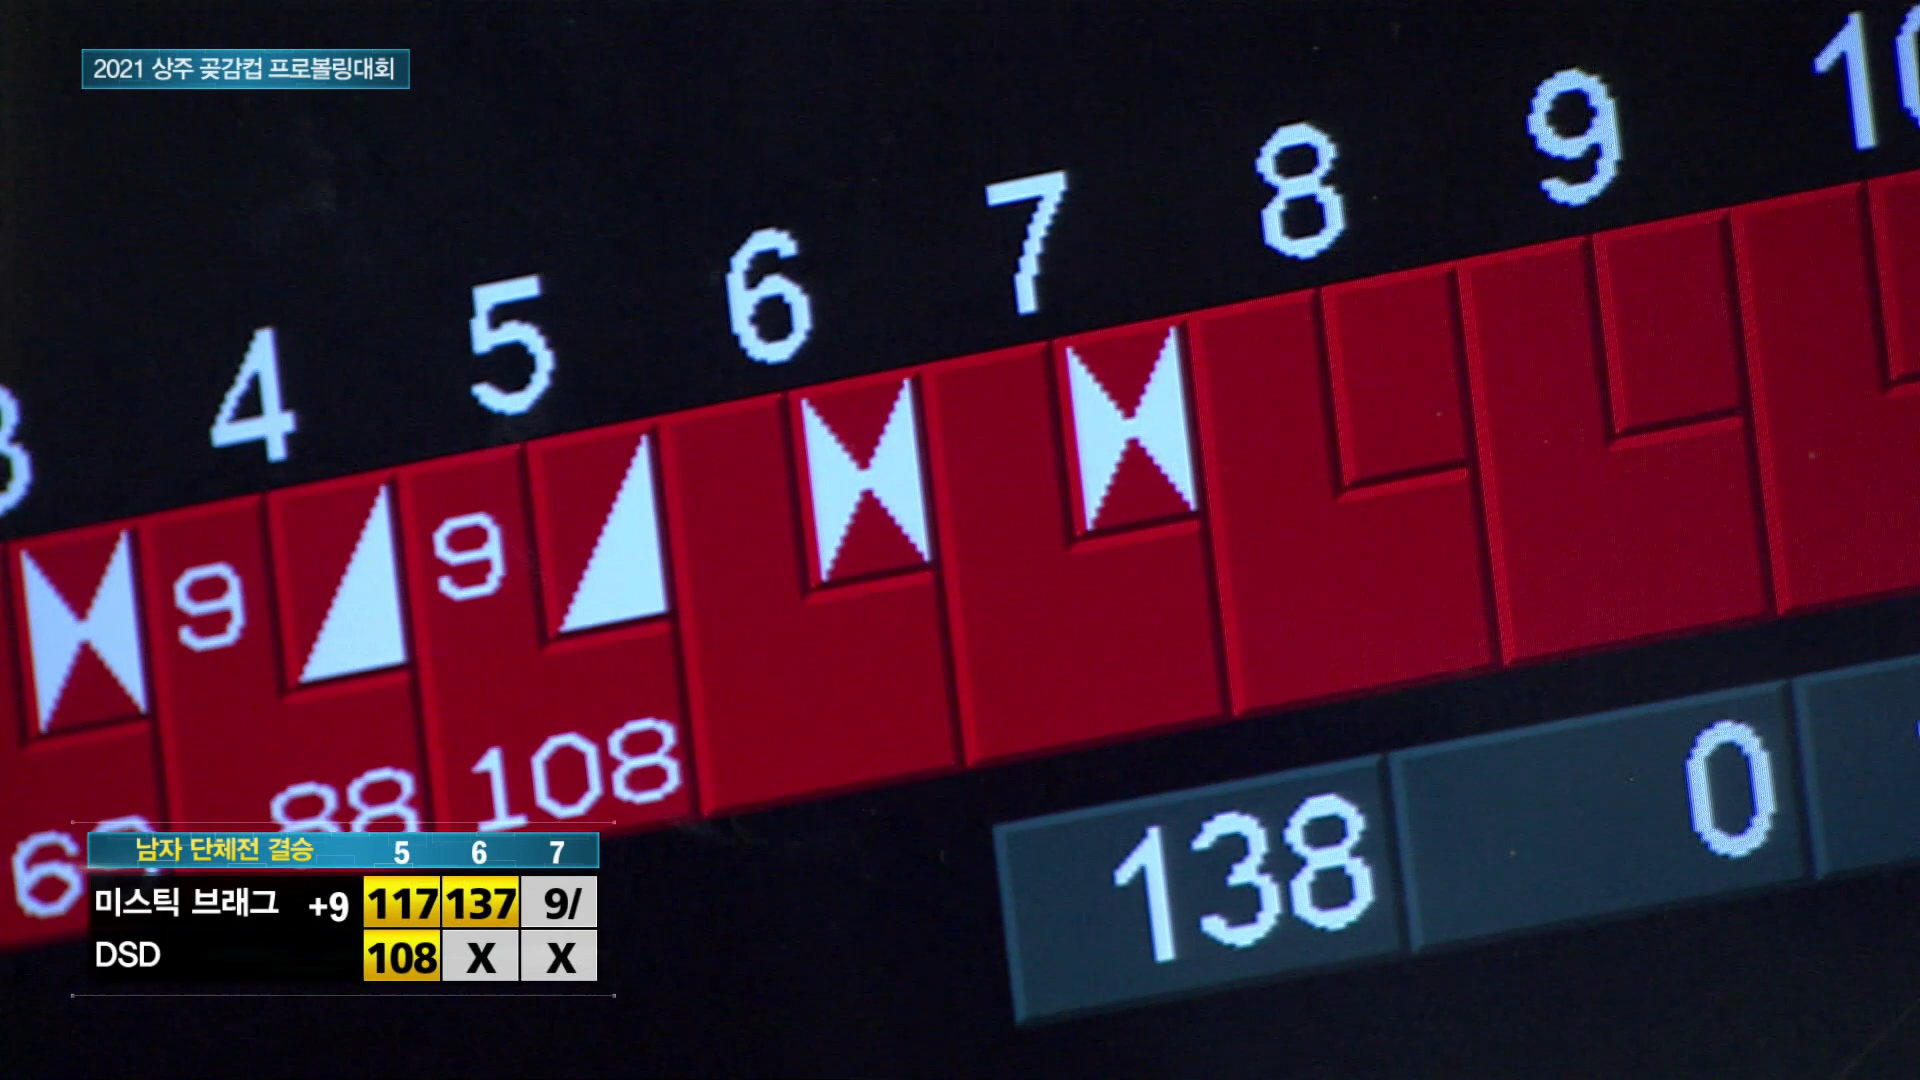 2021 상주 곶감컵 프로볼링대회
3 4 5 6 7 8 9 10
9 9
88 108
138 0
남자 단체전 결승 5 6 7
미스틱 브래그 +9 117 137 9/
DSD 108 X X